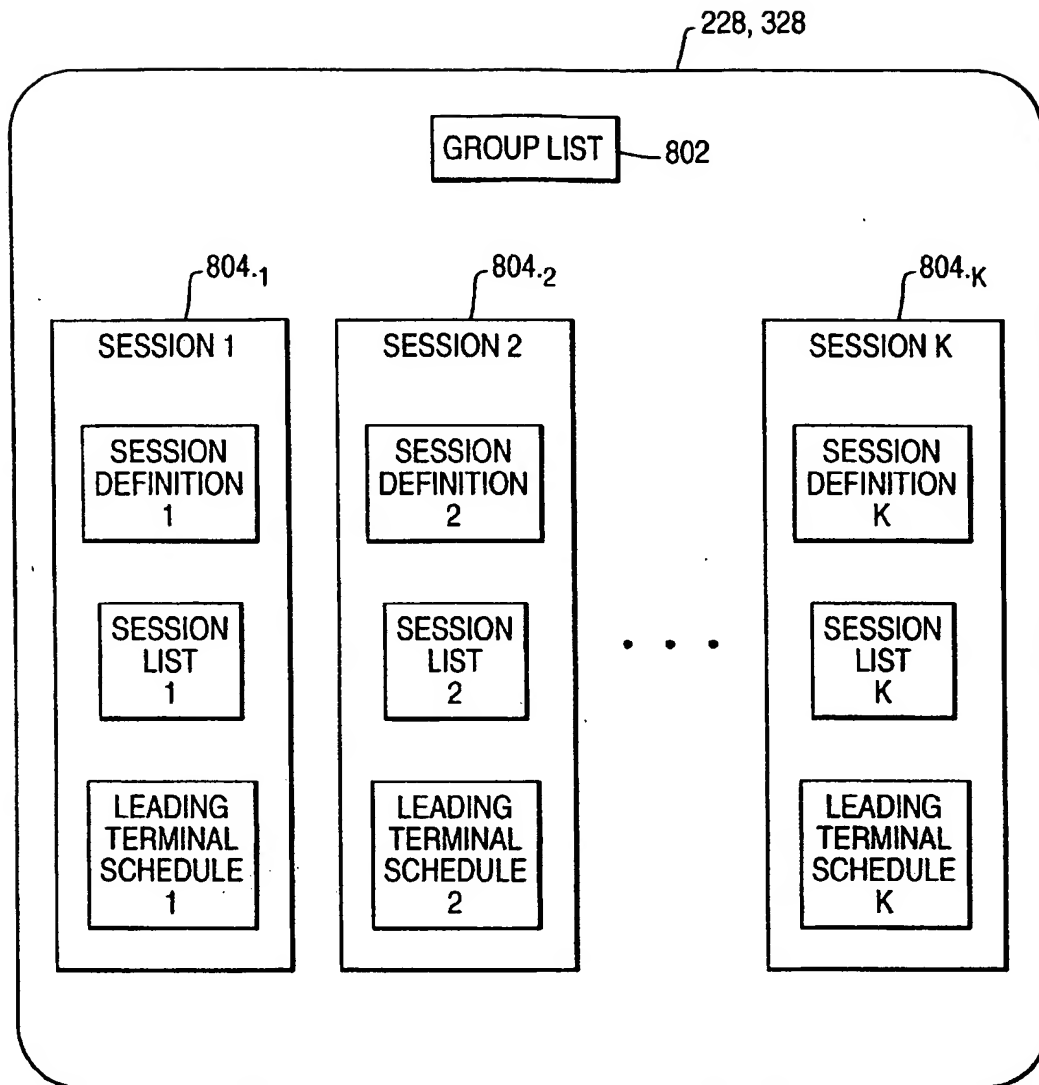 228, 328
GROUP LIST
802
804.1
804.2
804.K
SESSION 1
SESSION 2
SESSION K
SESSION
DEFINITION
1
SESSION
DEFINITION
2
SESSION
DEFINITION
K
SESSION
LIST
1
SESSION
LIST
2
• • •
SESSION
LIST
K
LEADING
TERMINAL
SCHEDULE
1
LEADING
TERMINAL
SCHEDULE
2
LEADING
TERMINAL
SCHEDULE
K